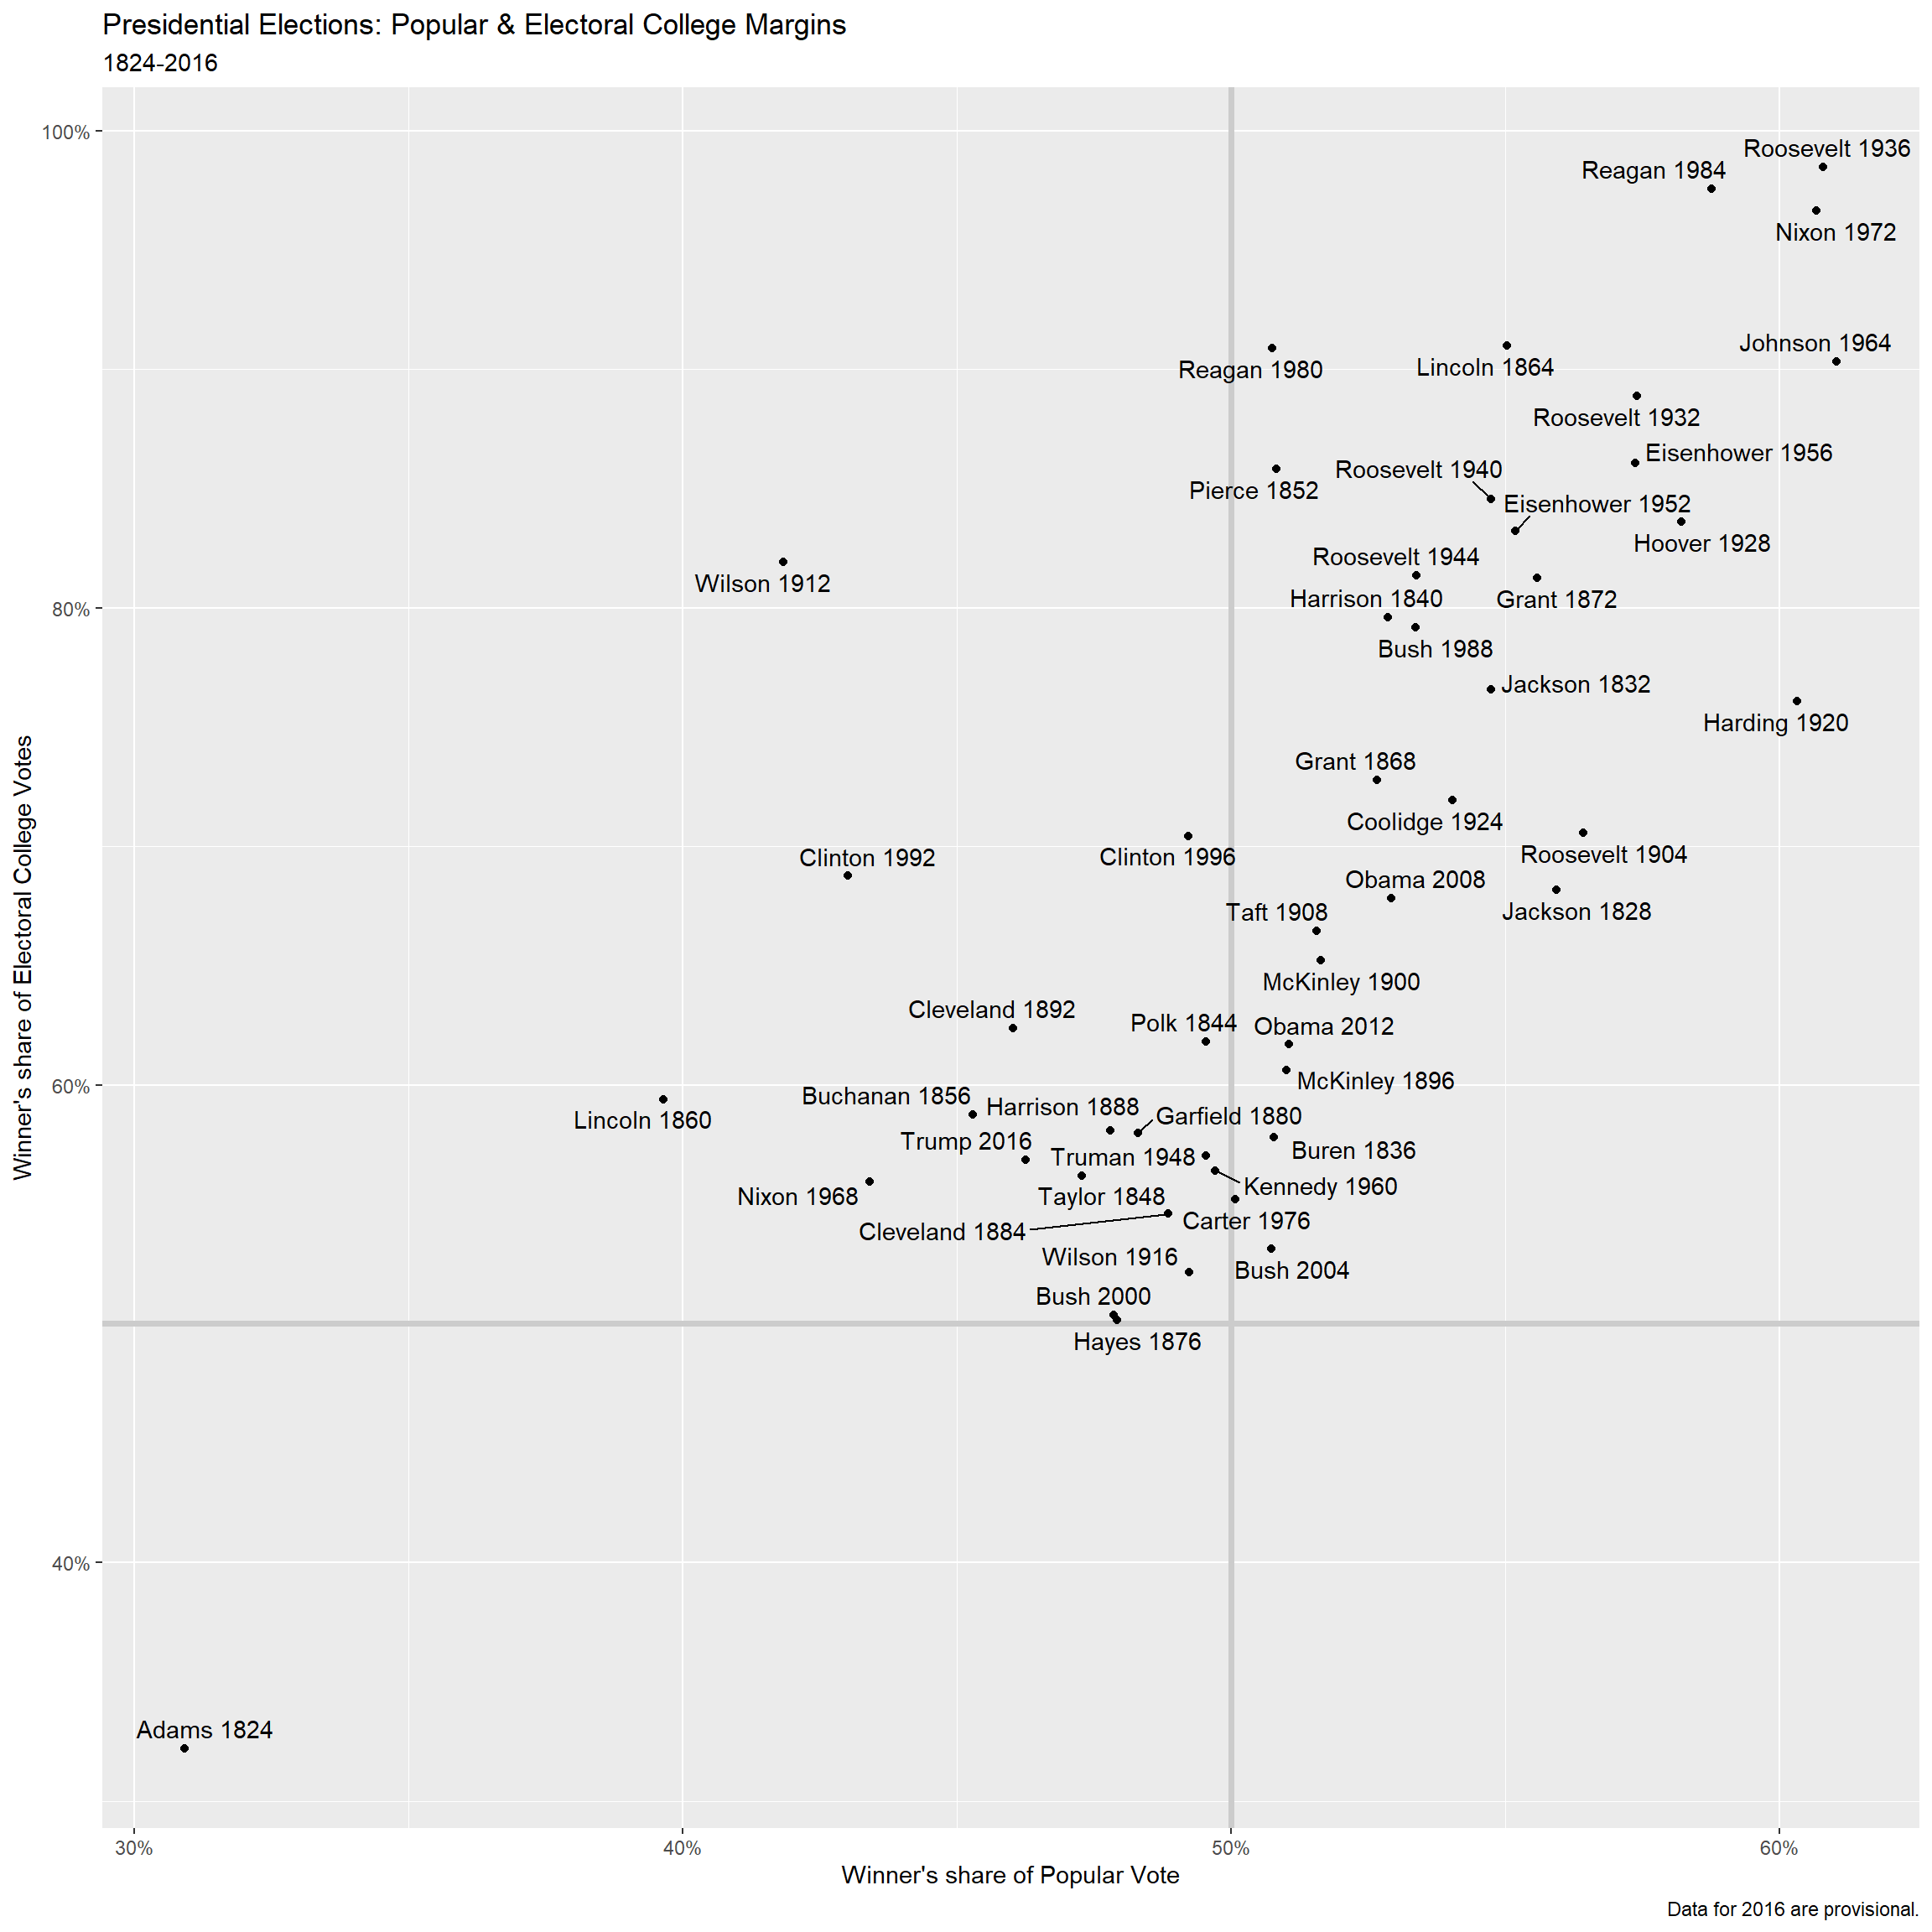 Presidential Elections: Popular & Electoral College Margins
1824-2016
100%
80%
60%
40%
Winner's share of Electoral College Votes
Roosevelt 1936
Reagan 1984
Nixon 1972
Johnson 1964
Reagan 1980
Lincoln 1864
Roosevelt 1932
Eisenhower 1956
Roosevelt 1940
Pierce 1852
Eisenhower 1952
Hoover 1928
Roosevelt 1944
Wilson 1912
Harrison 1840
Grant 1872
Bush 1988
Jackson 1832
Harding 1920
Grant 1868
Coolidge 1924
Clinton 1992
Clinton 1996
Roosevelt 1904
Obama 2008
Taft 1908
Jackson 1828
McKinley 1900
Cleveland 1892
Polk 1844
Obama 2012
McKinley 1896
Buchanan 1856
Harrison 1888
Garfield 1880
Lincoln 1860
Trump 2016
Buren 1836
Truman 1948
Kennedy 1960
Nixon 1968
Taylor 1848
Carter 1976
Cleveland 1884
Wilson 1916
Bush 2004
Bush 2000
Hayes 1876
Adams 1824
30%
40%
50%
60%
Winner's share of Popular Vote
Data for 2016 are provisional.